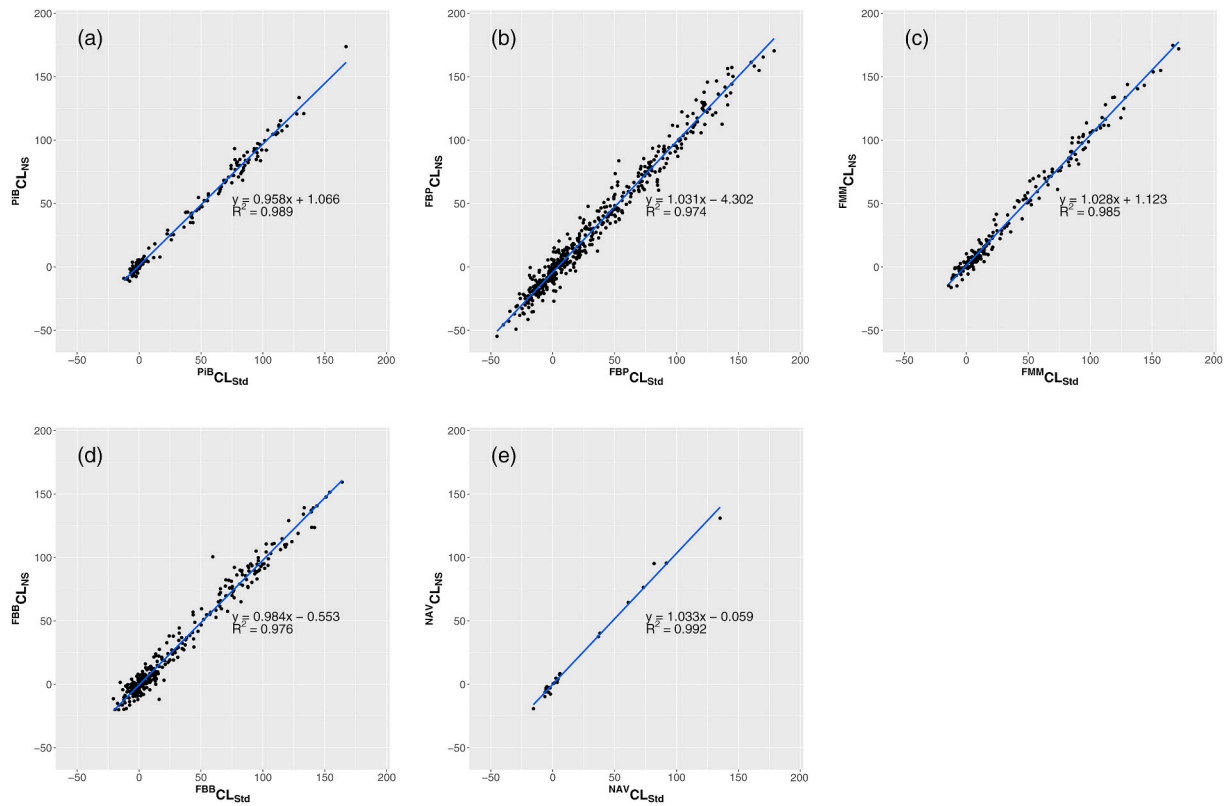 (a)
200
150
100
50
0
−50
PiBCLNS
y = 0.958x + 1.066
R2 = 0.989
−50 0 50 100 150 200
PiBCLStd
(b)
200
150
100
50
0
−50
FBPCLNS
y = 1.031x − 4.302
R2 = 0.974
−50 0 50 100 150 200
FBPCLStd
(c)
200
150
100
50
0
−50
FMMCLNS
y = 1.028x + 1.123
R2 = 0.985
−50 0 50 100 150 200
FMMCLStd
(d)
200
150
100
50
0
−50
FBBCLNS
y = 0.984x − 0.553
R2 = 0.976
−50 0 50 100 150 200
FBBCLStd
(e)
200
150
100
50
0
−50
NAVCLNS
y = 1.033x − 0.059
R2 = 0.992
−50 0 50 100 150 200
NAVCLStd